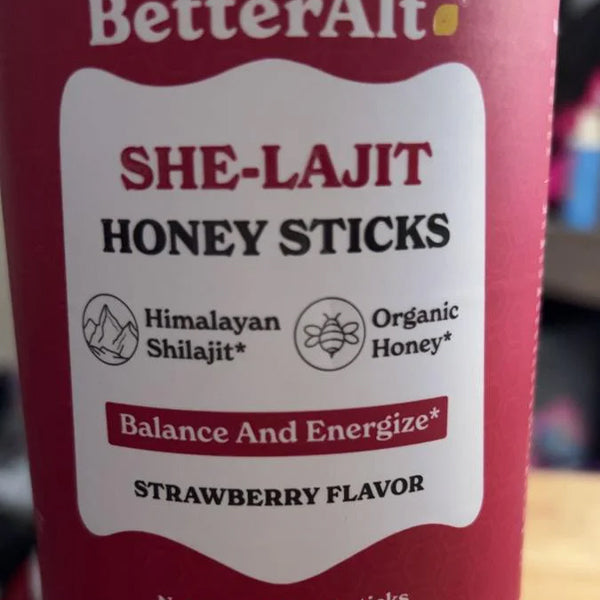 BetterAlt
SHE-LAJIT
HONEY STICKS
Himalayan
Shilajit*
Organic
Honey*
Balance And Energize*
STRAWBERRY FLAVOR